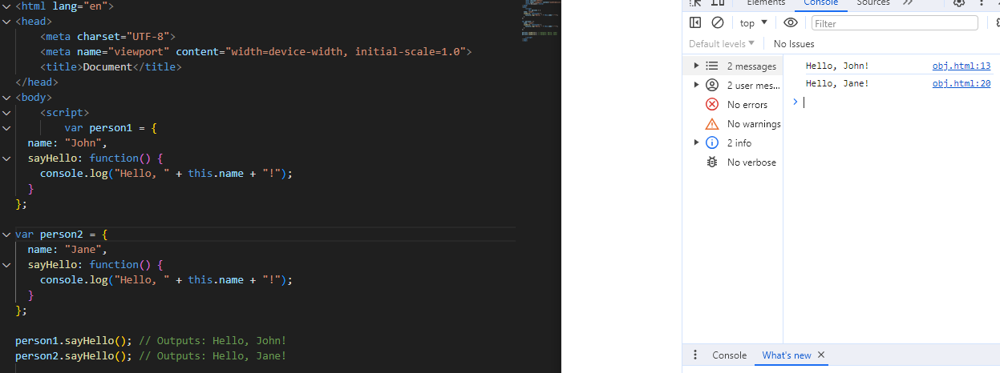 <html lang="en">
<head>
    <meta charset="UTF-8">
    <meta name="viewport" content="width=device-width, initial-scale=1.0">
    <title>Document</title>
</head>
<body>
    <script>
        var person1 = {
  name: "John",
  sayHello: function() {
    console.log("Hello, " + this.name + "!");
  }
};

var person2 = {
  name: "Jane",
  sayHello: function() {
    console.log("Hello, " + this.name + "!");
  }
};

person1.sayHello(); // Outputs: Hello, John!
person2.sayHello(); // Outputs: Hello, Jane!
Elements Console Sources
top Filter
Default levels No Issues
2 messages
2 user mes...
No errors
No warnings
2 info
No verbose
Hello, John! obj.html:13
Hello, Jane! obj.html:20
Console What's new